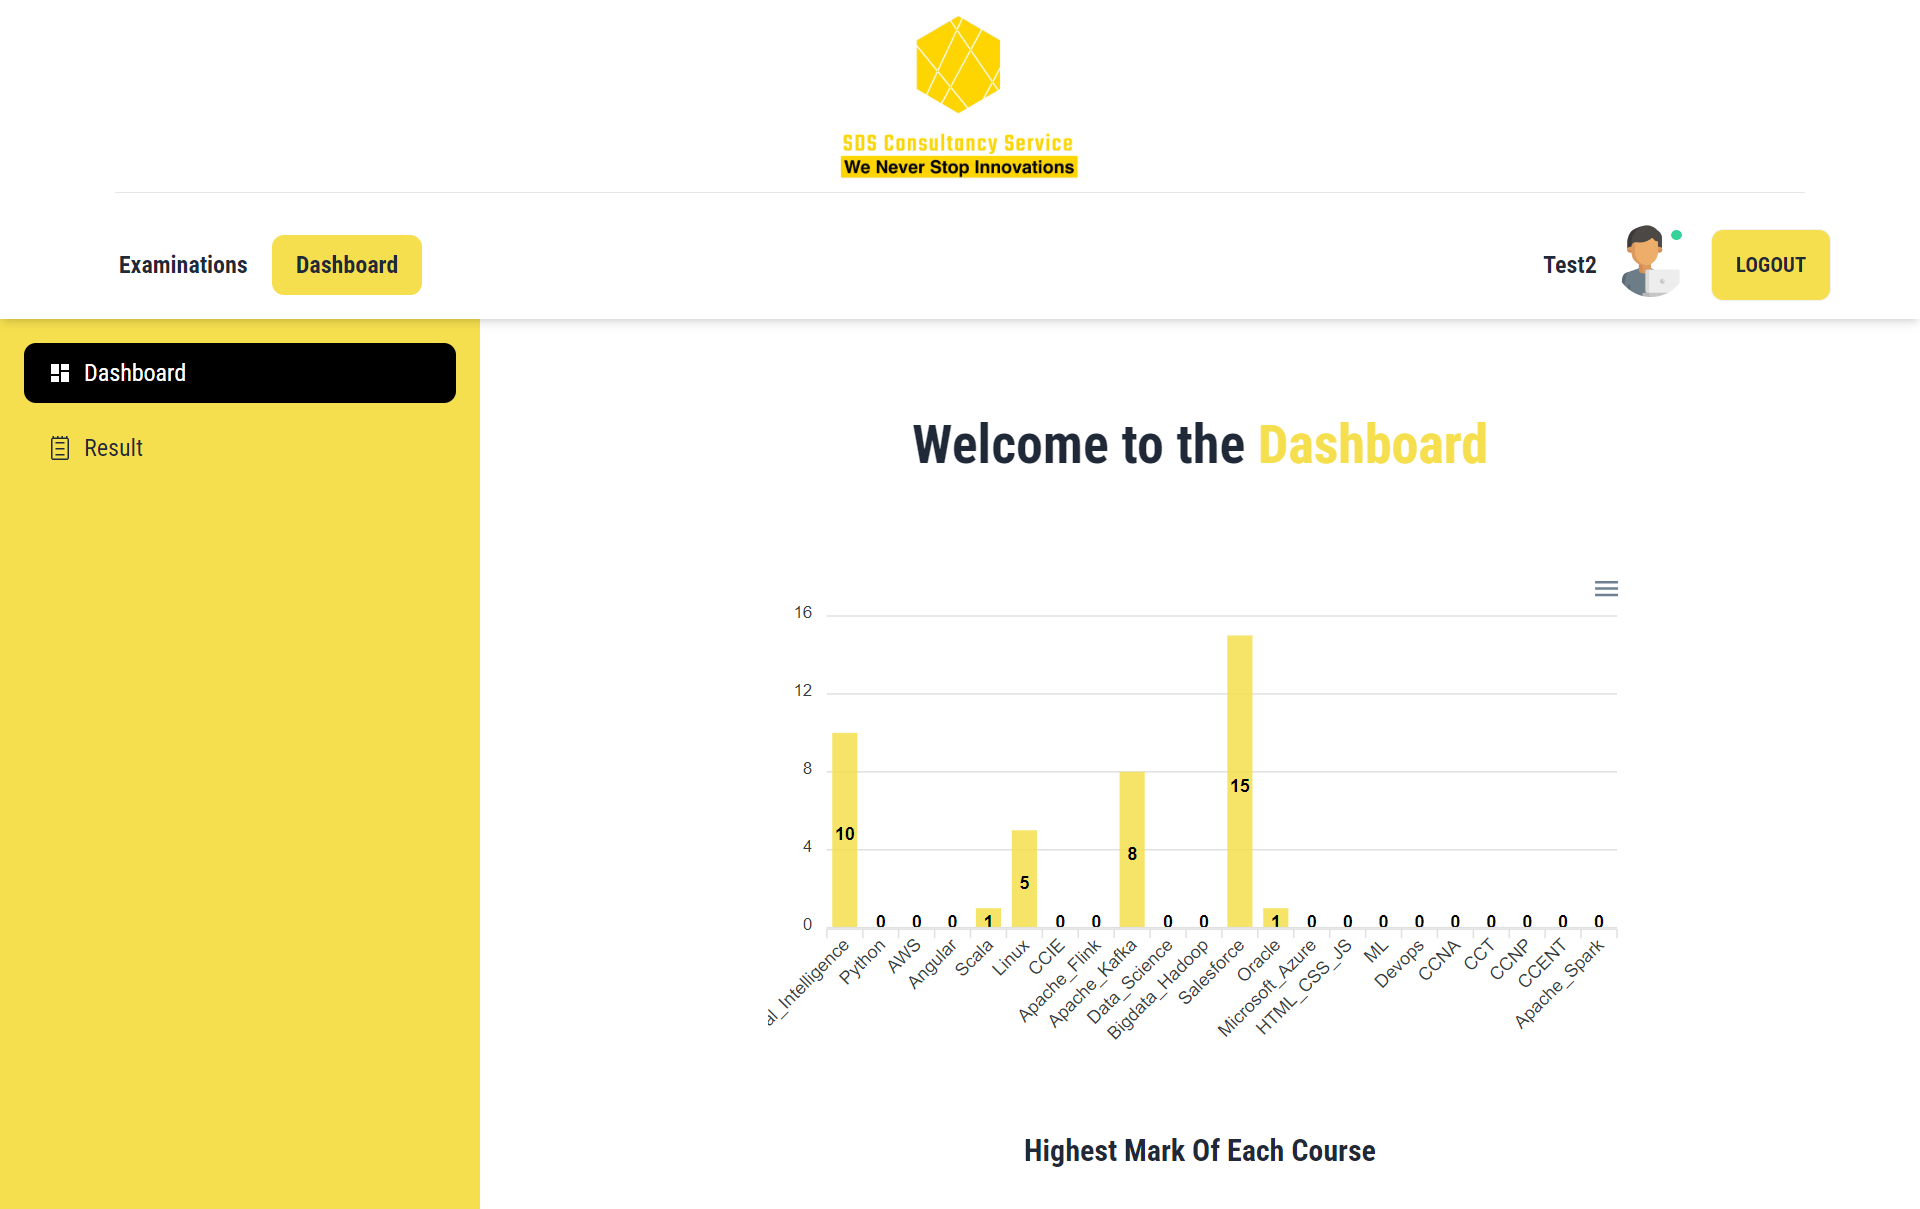 SDS Consultancy Service
We Never Stop Innovations
Examinations
Dashboard
Test2
LOGOUT
Dashboard
Result
Welcome to the Dashboard
16
12
8
4
0
10
0
0
0
1
5
0
0
8
0
0
15
1
0
0
0
0
0
0
0
0
0
al_Intelligence
Python
AWS
Angular
Scala
Linux
CCIE
Apache_Flink
Apache_Kafka
Data_Science
Bigdata_Hadoop
Salesforce
Oracle
Microsoft_Azure
HTML_CSS_JS
ML
Devops
CCNA
CCT
CCNP
CCENT
Apache_Spark
Highest Mark Of Each Course